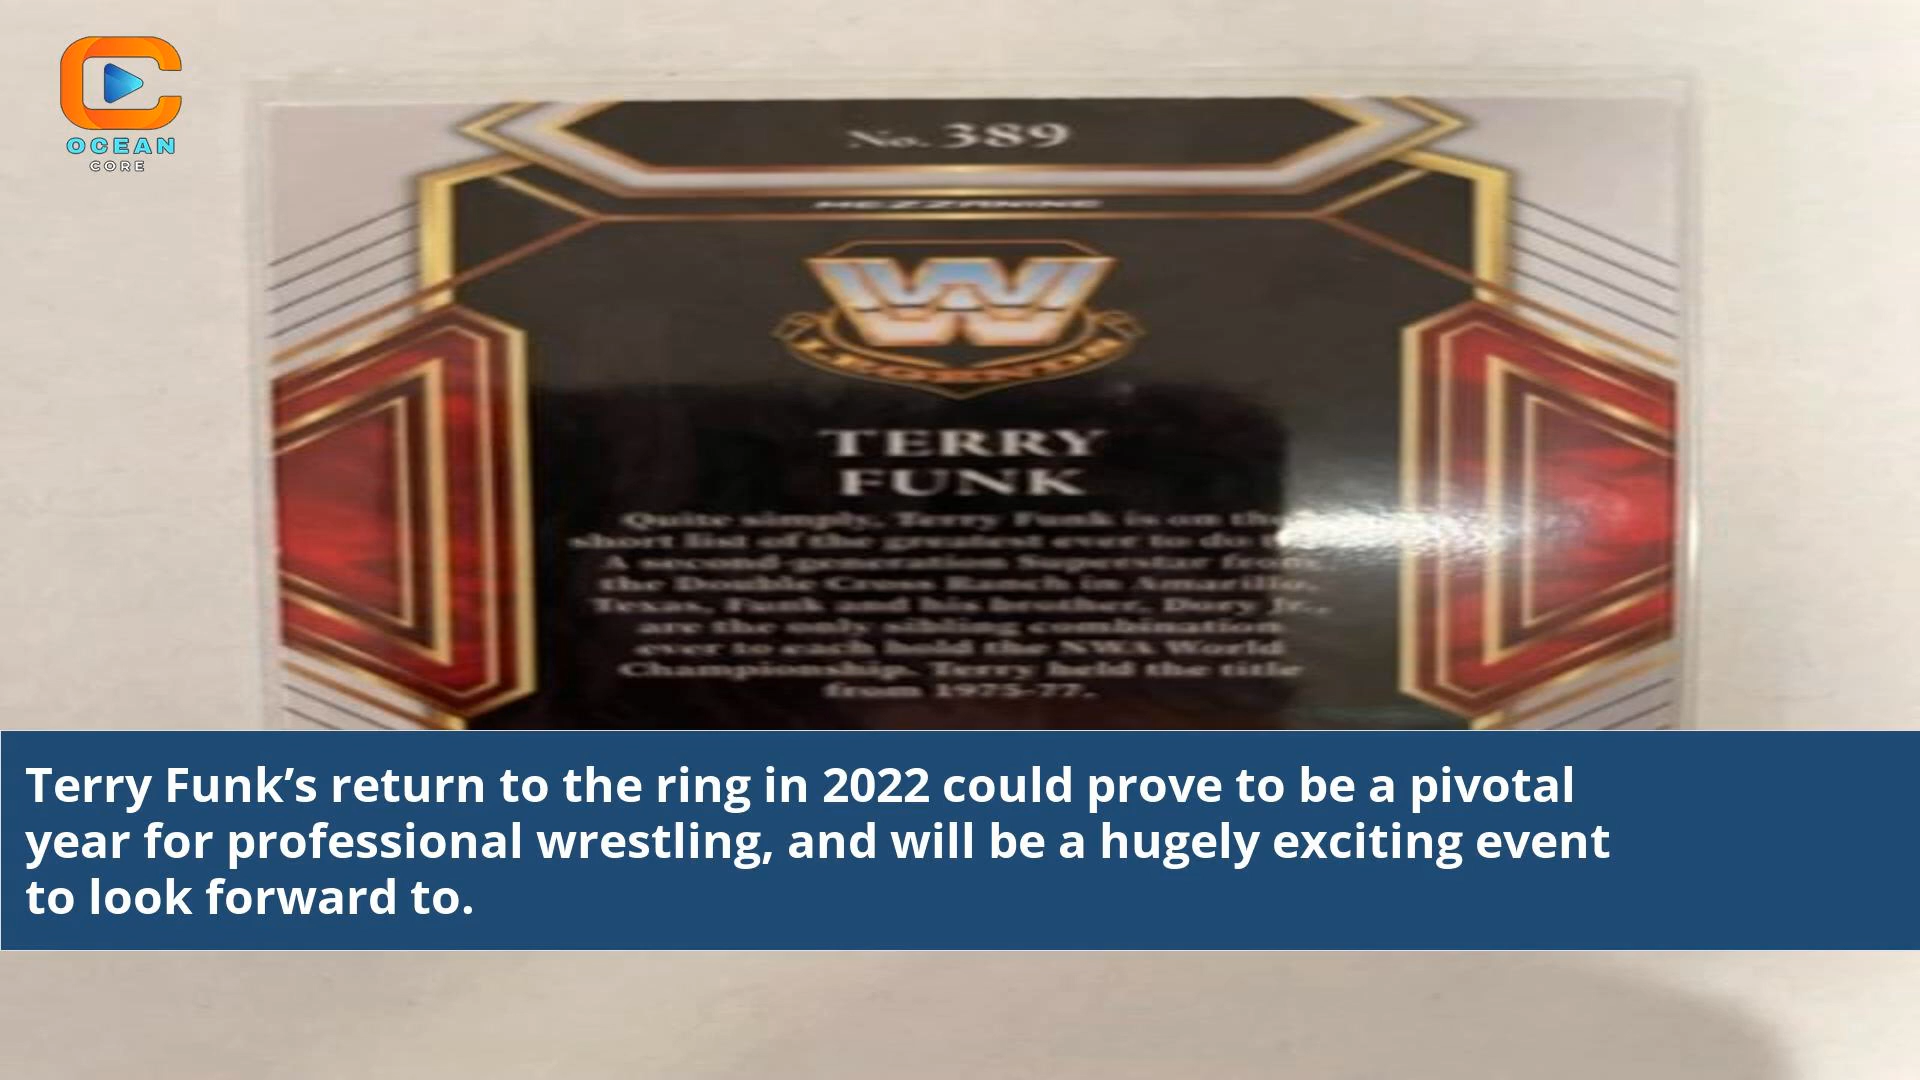 OCEAN
CORE
No. 389
MEZZANINE
LEGENDS
TERRY
FUNK
Quite simply, Terry Funk is on the
short list of the greatest ever to do
A second-generation Superstar from
the Double Cross Ranch in Amarillo,
Texas, Funk and his brother, Dory Jr.,
are the only sibling combination
ever to each hold the NWA World
Championship. Terry held the title
from 1975-77.
Terry Funk’s return to the ring in 2022 could prove to be a pivotal
year for professional wrestling, and will be a hugely exciting event
to look forward to.